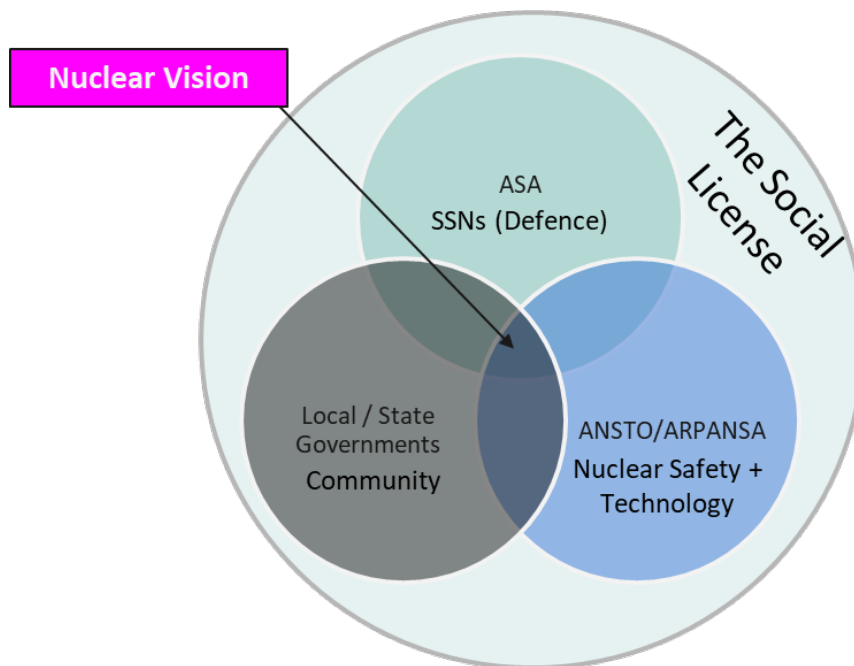 Nuclear Vision
The Social
License
ASA
SSNs (Defence)
Local / State
Governments
Community
ANSTO/ARPANSA
Nuclear Safety +
Technology